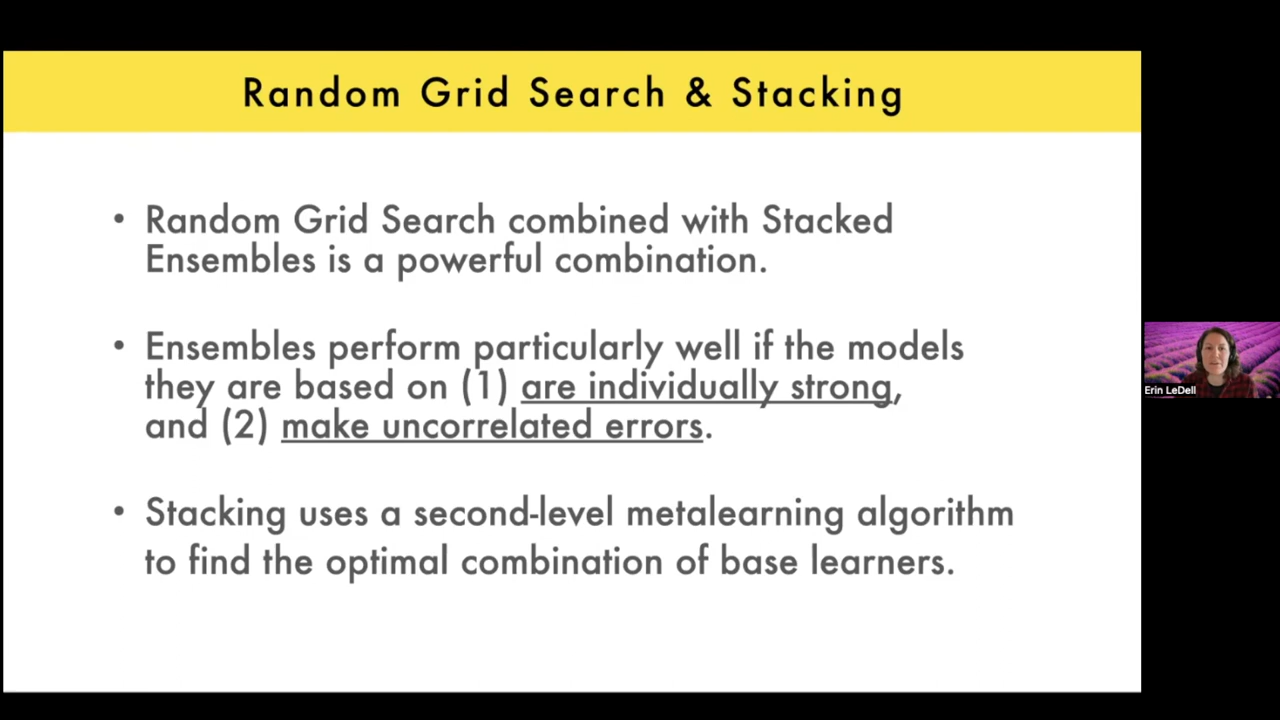 Random Grid Search & Stacking
• Random Grid Search combined with Stacked
Ensembles is a powerful combination.
• Ensembles perform particularly well if the models
they are based on (1) are individually strong,
and (2) make uncorrelated errors.
• Stacking uses a second-level metalearning algorithm
to find the optimal combination of base learners.
Erin LeDell